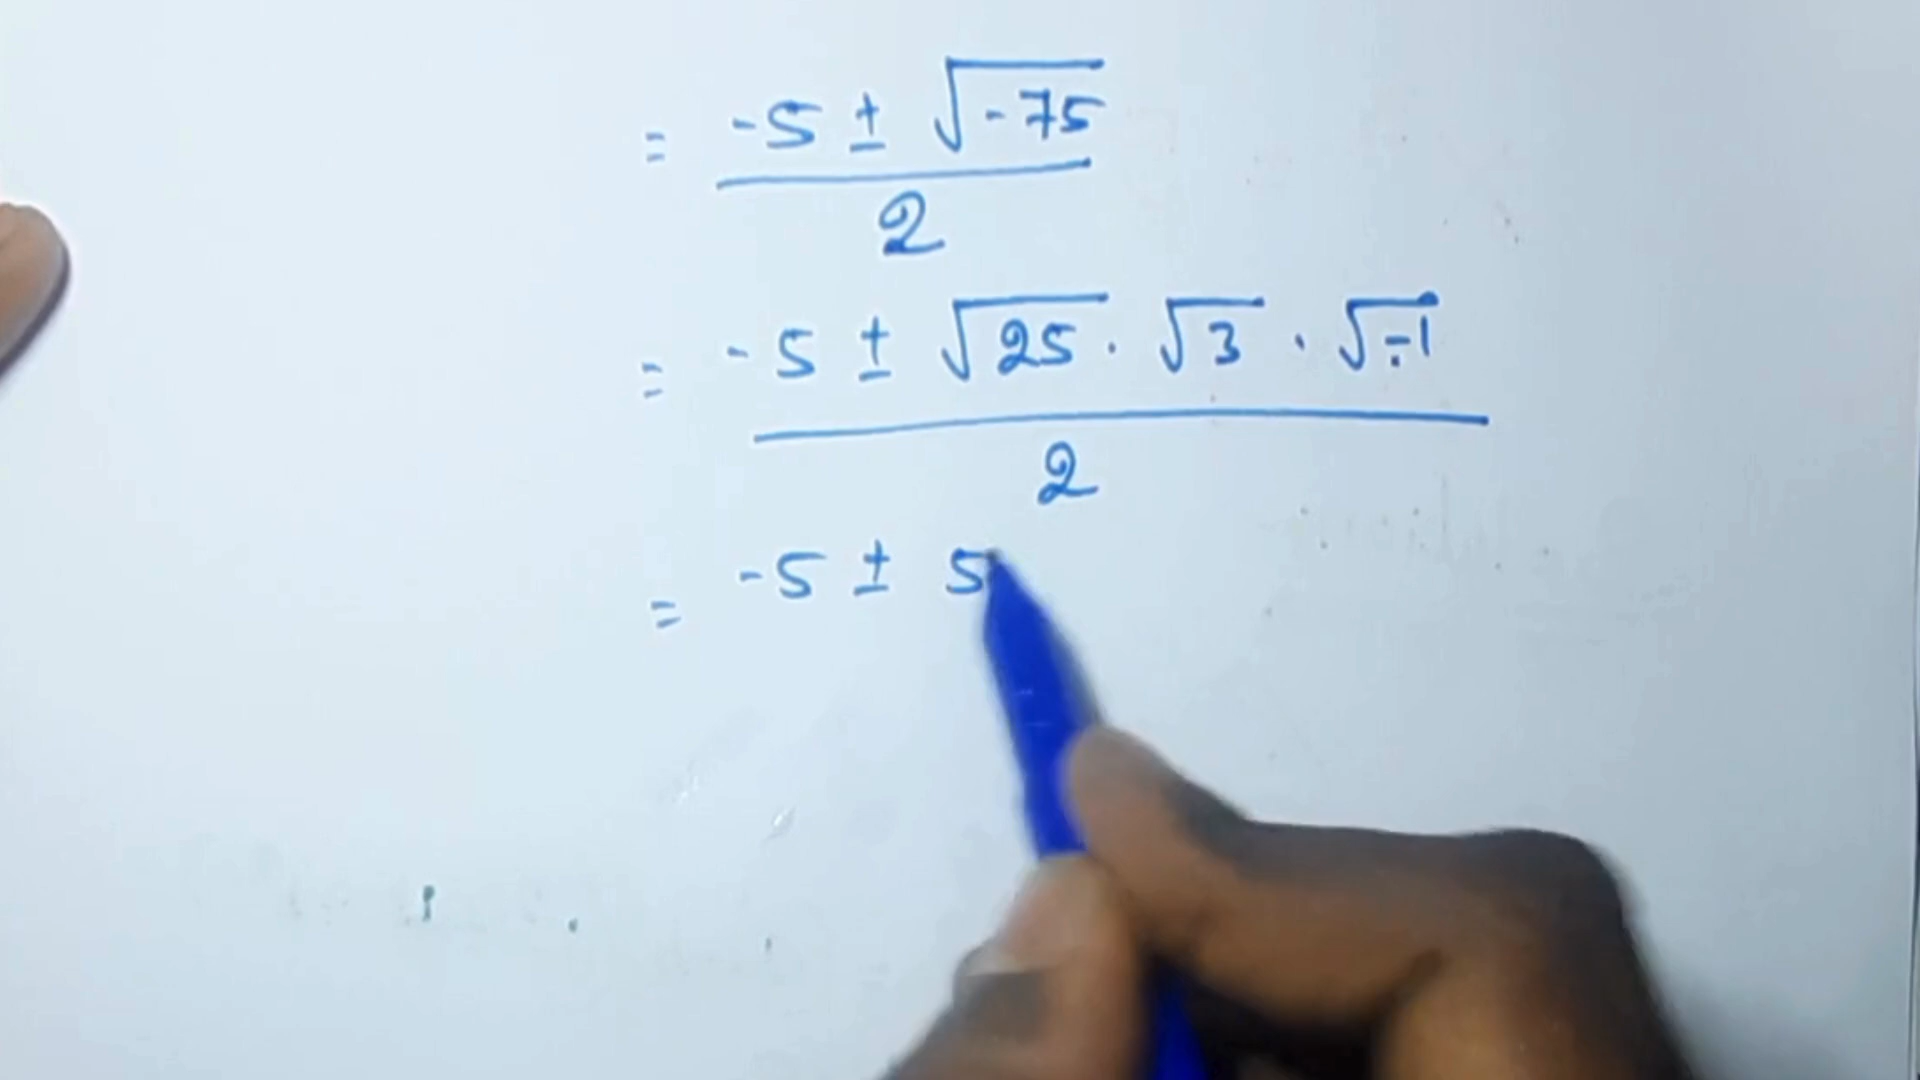 = -5 ± √-75
2
= -5 ± √25 . √3 . √-1
2
= -5 ± 5